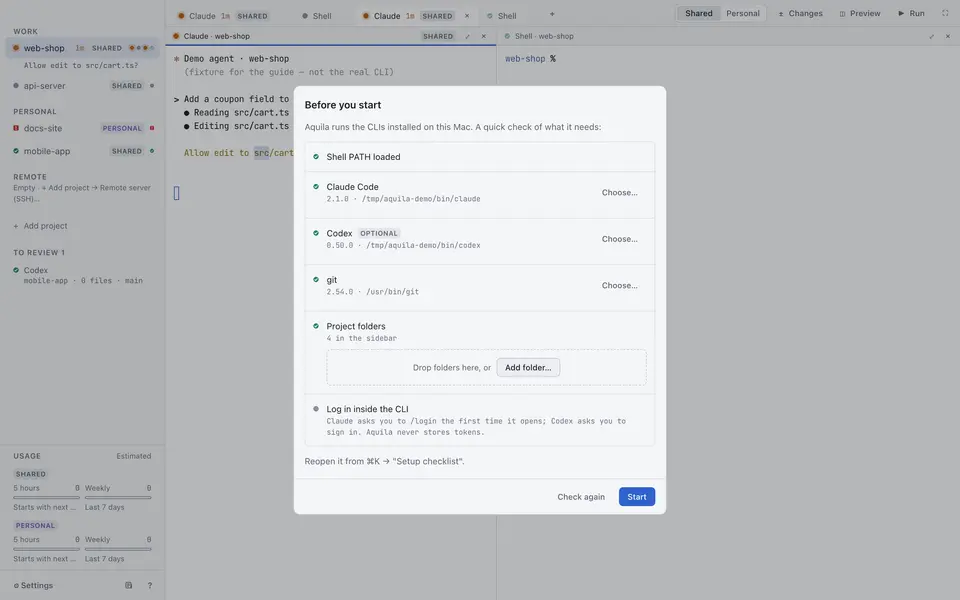 WORK
web-shop 1m SHARED
Allow edit to src/cart.ts?
api-server SHARED
PERSONAL
docs-site PERSONAL
mobile-app SHARED
REMOTE
Empty · + Add project → Remote server
(SSH)…
+ Add project
TO REVIEW 1
Codex
mobile-app · 0 files · main
USAGE Estimated
SHARED
5 hours 0 Weekly 0
Starts with next … Last 7 days
PERSONAL
5 hours 0 Weekly 0
Starts with next … Last 7 days
Settings ?
Claude 1m SHARED Shell Claude 1m SHARED × Shell +
Shared Personal ± Changes Preview Run
Claude · web-shop SHARED ×
Demo agent · web-shop
(fixture for the guide — not the real CLI)
> Add a coupon field to
Reading src/cart.ts
Editing src/cart.ts
Allow edit to src/cart
Shell · web-shop ×
web-shop %
Before you start
Aquila runs the CLIs installed on this Mac. A quick check of what it needs:
Shell PATH loaded
Claude Code
2.1.0 · /tmp/aquila-demo/bin/claude
Choose…
Codex OPTIONAL
0.50.0 · /tmp/aquila-demo/bin/codex
Choose…
git
2.54.0 · /usr/bin/git
Choose…
Project folders
4 in the sidebar
Drop folders here, or Add folder…
Log in inside the CLI
Claude asks you to /login the first time it opens; Codex asks you to
sign in. Aquila never stores tokens.
Reopen it from ⌘K → "Setup checklist".
Check again Start